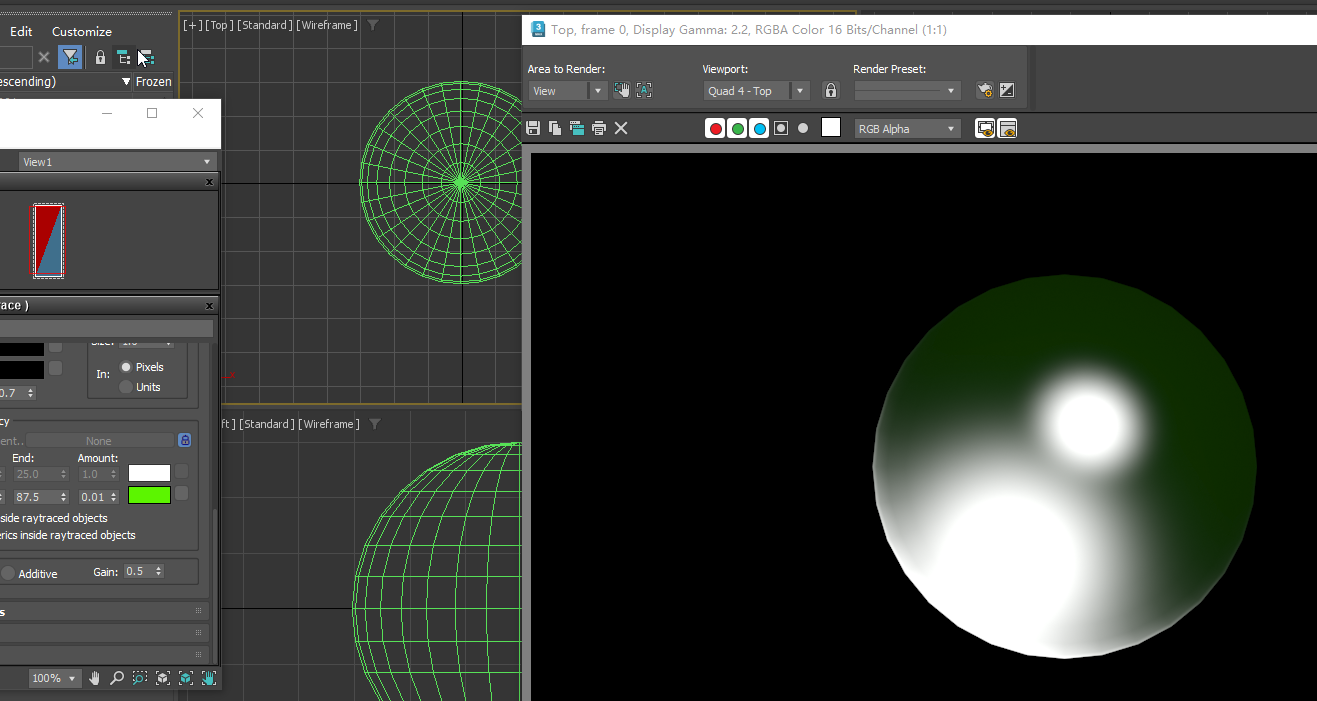 Edit Customize
escending)
Frozen
View1
ace )
Size: 1.0
In: Pixels
Units
0.7
cy
ent.. None
End: Amount:
25.0 1.0
87.5 0.01
side raytraced objects
rics inside raytraced objects
Additive Gain: 0.5
s
100%
[+] [Top] [Standard] [Wireframe]
ft ] [Standard] [Wireframe]
3
Top, frame 0, Display Gamma: 2.2, RGBA Color 16 Bits/Channel (1:1)
Area to Render: Viewport: Render Preset:
View Quad 4 - Top
RGB Alpha